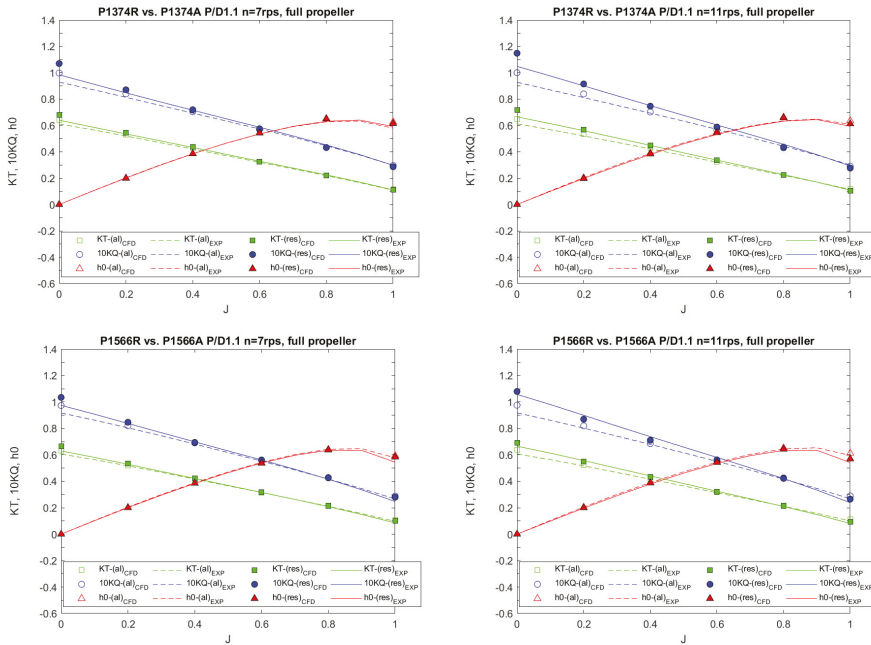 P1374R vs. P1374A P/D1.1 n=7rps, full propeller
1.4
1.2
1
0.8
0.6
0.4
0.2
0
-0.2
-0.4
-0.6
KT, 10KQ, h0
KT-(al)CFD KT-(al)EXP KT-(res)CFD KT-(res)EXP
10KQ-(al)CFD 10KQ-(al)EXP 10KQ-(res)CFD 10KQ-(res)EXP
h0-(al)CFD h0-(al)EXP h0-(res)CFD h0-(res)EXP
0 0.2 0.4 0.6 0.8 1
J
P1374R vs. P1374A P/D1.1 n=11rps, full propeller
1.4
1.2
1
0.8
0.6
0.4
0.2
0
-0.2
-0.4
-0.6
KT, 10KQ, h0
KT-(al)CFD KT-(al)EXP KT-(res)CFD KT-(res)EXP
10KQ-(al)CFD 10KQ-(al)EXP 10KQ-(res)CFD 10KQ-(res)EXP
h0-(al)CFD h0-(al)EXP h0-(res)CFD h0-(res)EXP
0 0.2 0.4 0.6 0.8 1
J
P1566R vs. P1566A P/D1.1 n=7rps, full propeller
1.4
1.2
1
0.8
0.6
0.4
0.2
0
-0.2
-0.4
-0.6
KT, 10KQ, h0
KT-(al)CFD KT-(al)EXP KT-(res)CFD KT-(res)EXP
10KQ-(al)CFD 10KQ-(al)EXP 10KQ-(res)CFD 10KQ-(res)EXP
h0-(al)CFD h0-(al)EXP h0-(res)CFD h0-(res)EXP
0 0.2 0.4 0.6 0.8 1
J
P1566R vs. P1566A P/D1.1 n=11rps, full propeller
1.4
1.2
1
0.8
0.6
0.4
0.2
0
-0.2
-0.4
-0.6
KT, 10KQ, h0
KT-(al)CFD KT-(al)EXP KT-(res)CFD KT-(res)EXP
10KQ-(al)CFD 10KQ-(al)EXP 10KQ-(res)CFD 10KQ-(res)EXP
h0-(al)CFD h0-(al)EXP h0-(res)CFD h0-(res)EXP
0 0.2 0.4 0.6 0.8 1
J